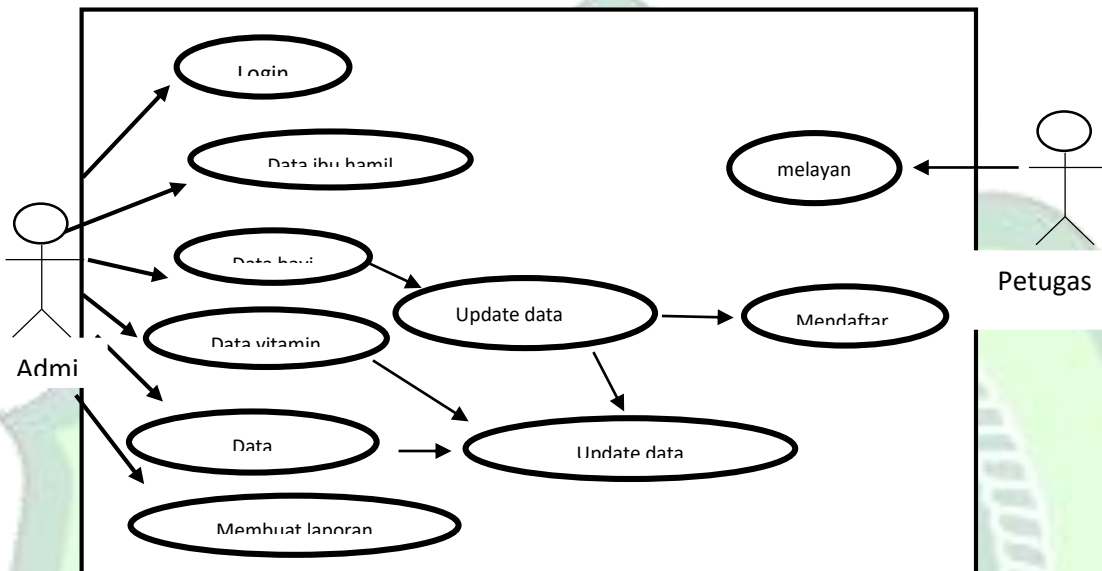 Login
Data ibu hamil
melayan
Data bayi
Petugas
Update data
Mendaftar
Data vitamin
Admi
Data
Update data
Membuat laporan